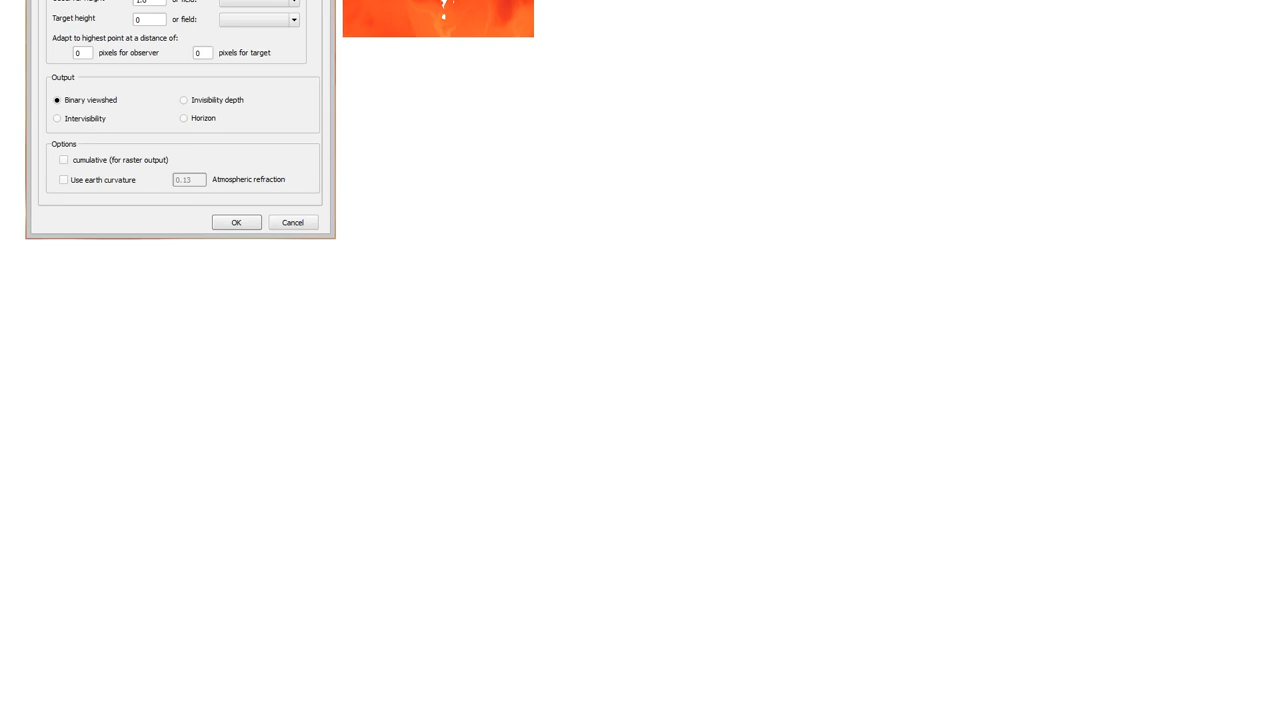 Target height 0 or field:
Adapt to highest point at a distance of:
0 pixels for observer 0 pixels for target
Output
Binary viewshed Invisibility depth
Intervisibility Horizon
Options
cumulative (for raster output)
Use earth curvature 0.13 Atmospheric refraction
OK Cancel